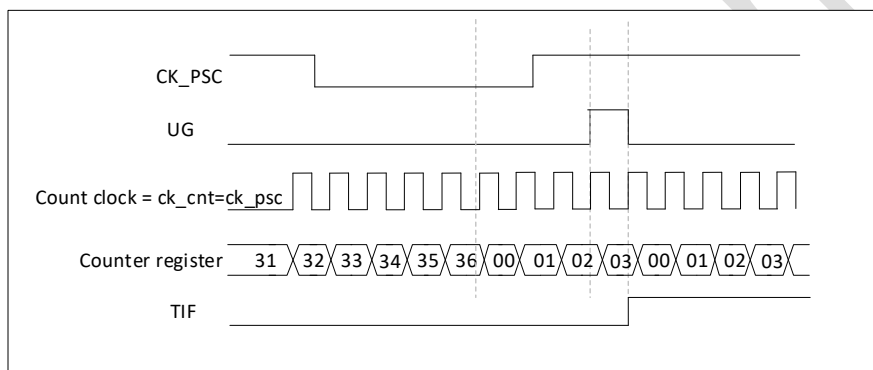 CK_PSC
UG
Count clock = ck_cnt=ck_psc
Counter register 31 32 33 34 35 36 00 01 02 03 00 01 02 03
TIF